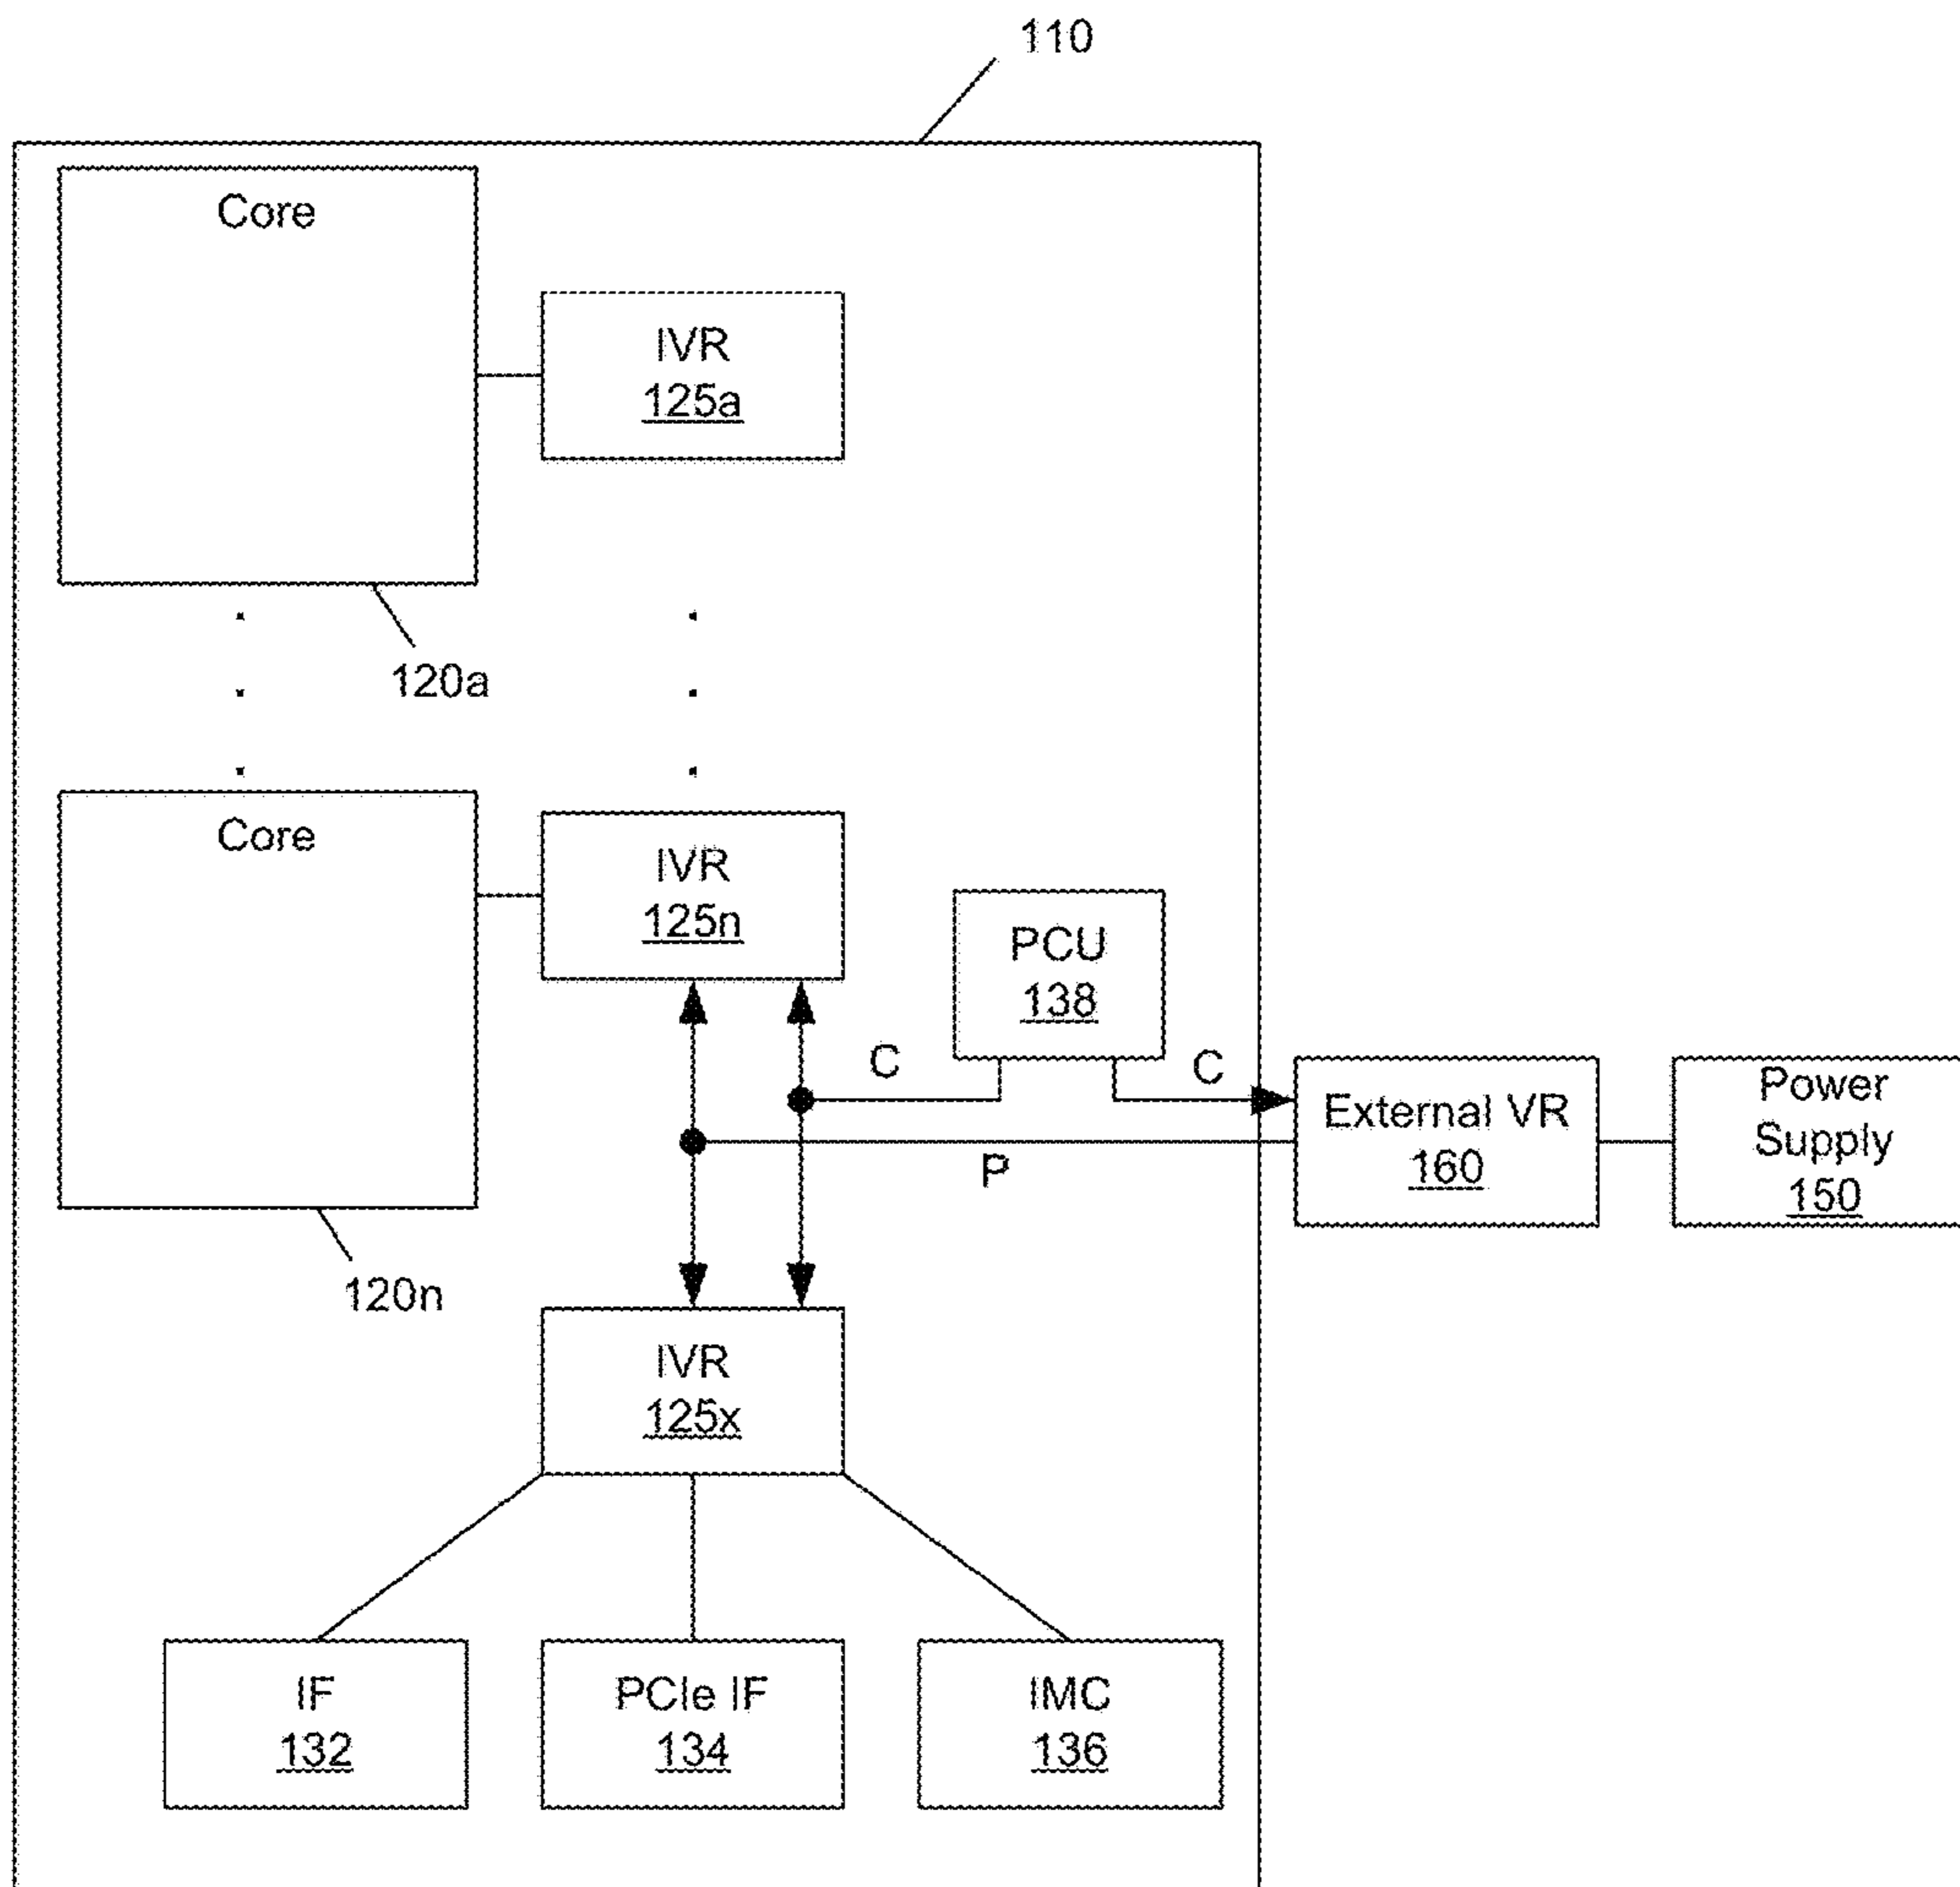 110
Core
IVR
125a
120a
Core
IVR
125n
PCU
138
C
C
External VR
160
Power
Supply
150
P
120n
IVR
125x
IF
132
PCIe IF
134
IMC
136